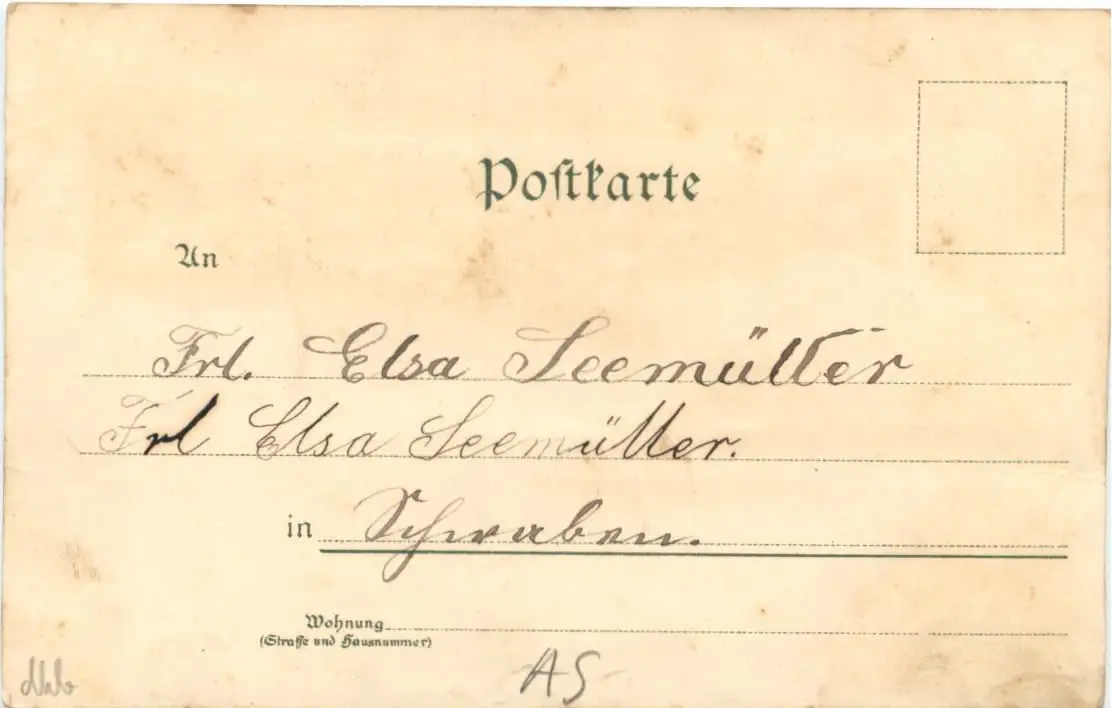 Postkarte
An
Frl. Elsa Seemüller
Frl Elsa Seemüller.
in Schwaben.
Wohnung
(Straße und Hausnummer)
AS